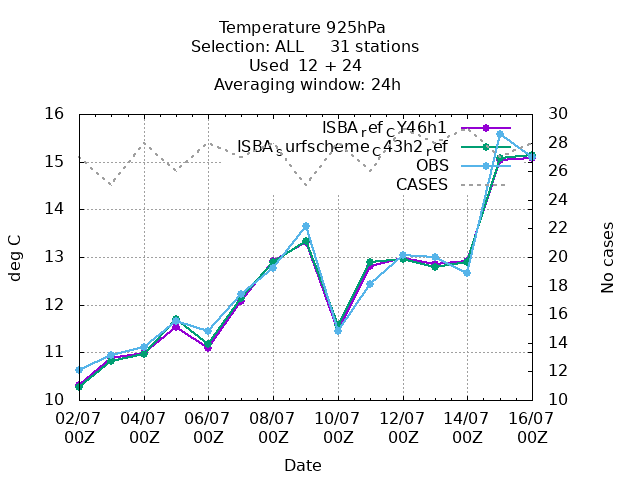 Temperature 925hPa
Selection: ALL 31 stations
Used 12 + 24
Averaging window: 24h
ISBA_ref_CY46h1
ISBA_surfscheme_C43h2_ref
OBS
CASES
16
15
14
13
12
11
10
deg C
30
28
26
24
22
20
18
16
14
12
10
No cases
02/07 04/07 06/07 08/07 10/07 12/07 14/07 16/07
00Z 00Z 00Z 00Z 00Z 00Z 00Z 00Z
Date